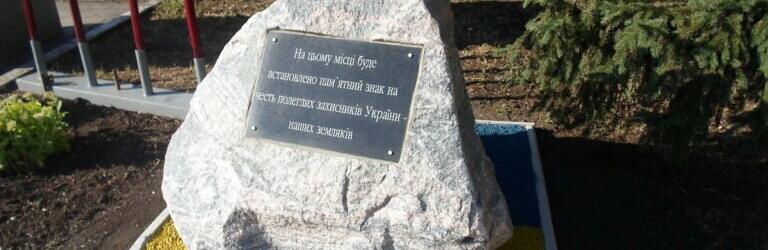 На цьому місці буде
встановлено пам`ятний знак на
честь полеглих захисників України -
наших земляків